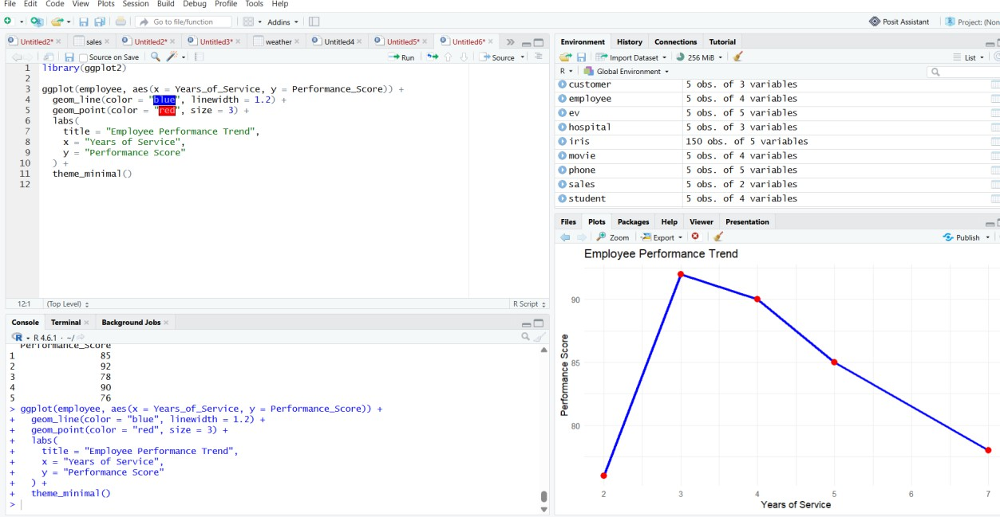 File Edit Code View Plots Session Build Debug Profile Tools Help
Go to file/function Addins Posit Assistant Project: (Non
Untitled2* × sales × Untitled2* × Untitled3* × weather × Untitled4 × Untitled5* × Untitled6* ×
Source on Save Run Source
1 library(ggplot2)
2
3 ggplot(employee, aes(x = Years_of_Service, y = Performance_Score)) +
4 geom_line(color = "blue", linewidth = 1.2) +
5 geom_point(color = "red", size = 3) +
6 labs(
7 title = "Employee Performance Trend",
8 x = "Years of Service",
9 y = "Performance Score"
10 ) +
11 theme_minimal()
12
12:1 (Top Level) R Script
Console Terminal × Background Jobs ×
R 4.6.1 · ~/
Performance_Score
1 85
2 92
3 78
4 90
5 76
> ggplot(employee, aes(x = Years_of_Service, y = Performance_Score)) +
+ geom_line(color = "blue", linewidth = 1.2) +
+ geom_point(color = "red", size = 3) +
+ labs(
+ title = "Employee Performance Trend",
+ x = "Years of Service",
+ y = "Performance Score"
+ ) +
+ theme_minimal()
>
Environment History Connections Tutorial
Import Dataset 256 MiB List
R Global Environment
customer 5 obs. of 3 variables
employee 5 obs. of 4 variables
ev 5 obs. of 5 variables
hospital 5 obs. of 3 variables
iris 150 obs. of 5 variables
movie 5 obs. of 4 variables
phone 5 obs. of 5 variables
sales 5 obs. of 2 variables
student 5 obs. of 4 variables
Files Plots Packages Help Viewer Presentation
Zoom Export Publish
Employee Performance Trend
90
85
80
Performance Score
2 3 4 5 6 7
Years of Service